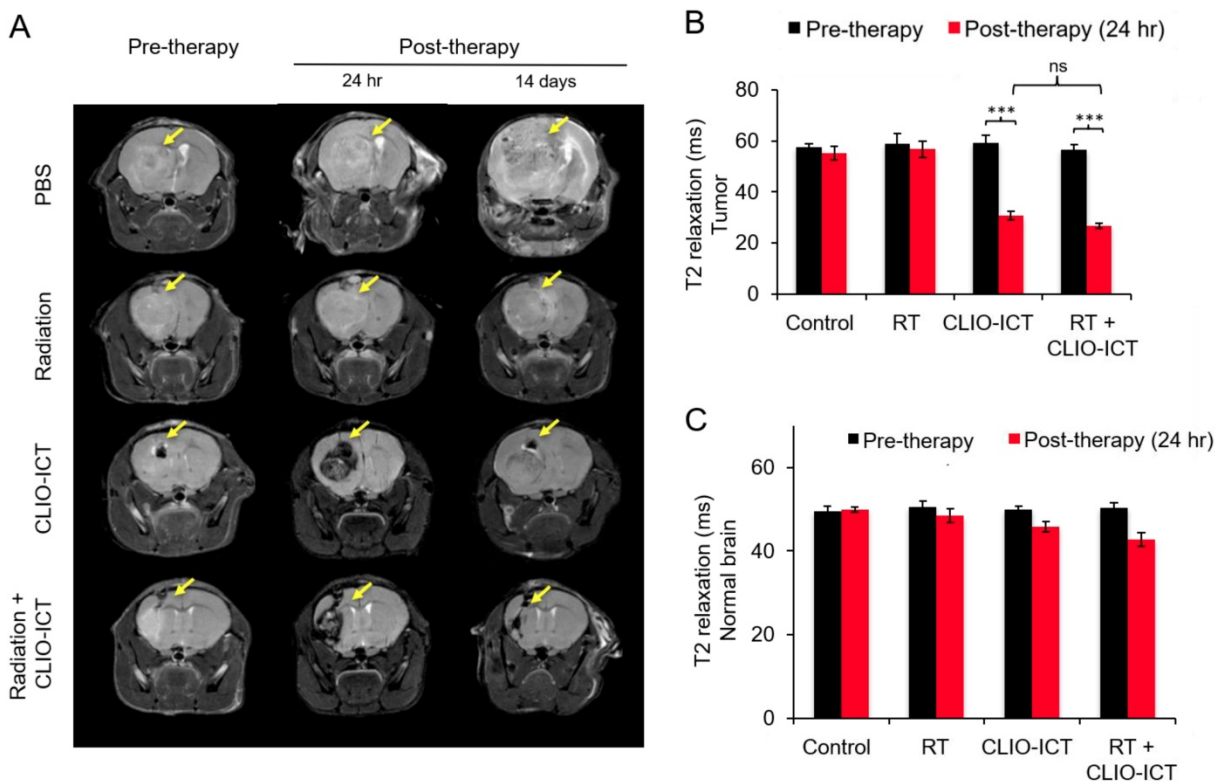 A
Pre-therapy
Post-therapy
24 hr
14 days
PBS
Radiation
CLIO-ICT
Radiation +
CLIO-ICT
B
Pre-therapy
Post-therapy (24 hr)
T2 relaxation (ms)
Tumor
80
60
40
20
0
ns
***
***
Control
RT
CLIO-ICT
RT +
CLIO-ICT
C
Pre-therapy
Post-therapy (24 hr)
T2 relaxation (ms)
Normal brain
60
40
20
0
Control
RT
CLIO-ICT
RT +
CLIO-ICT